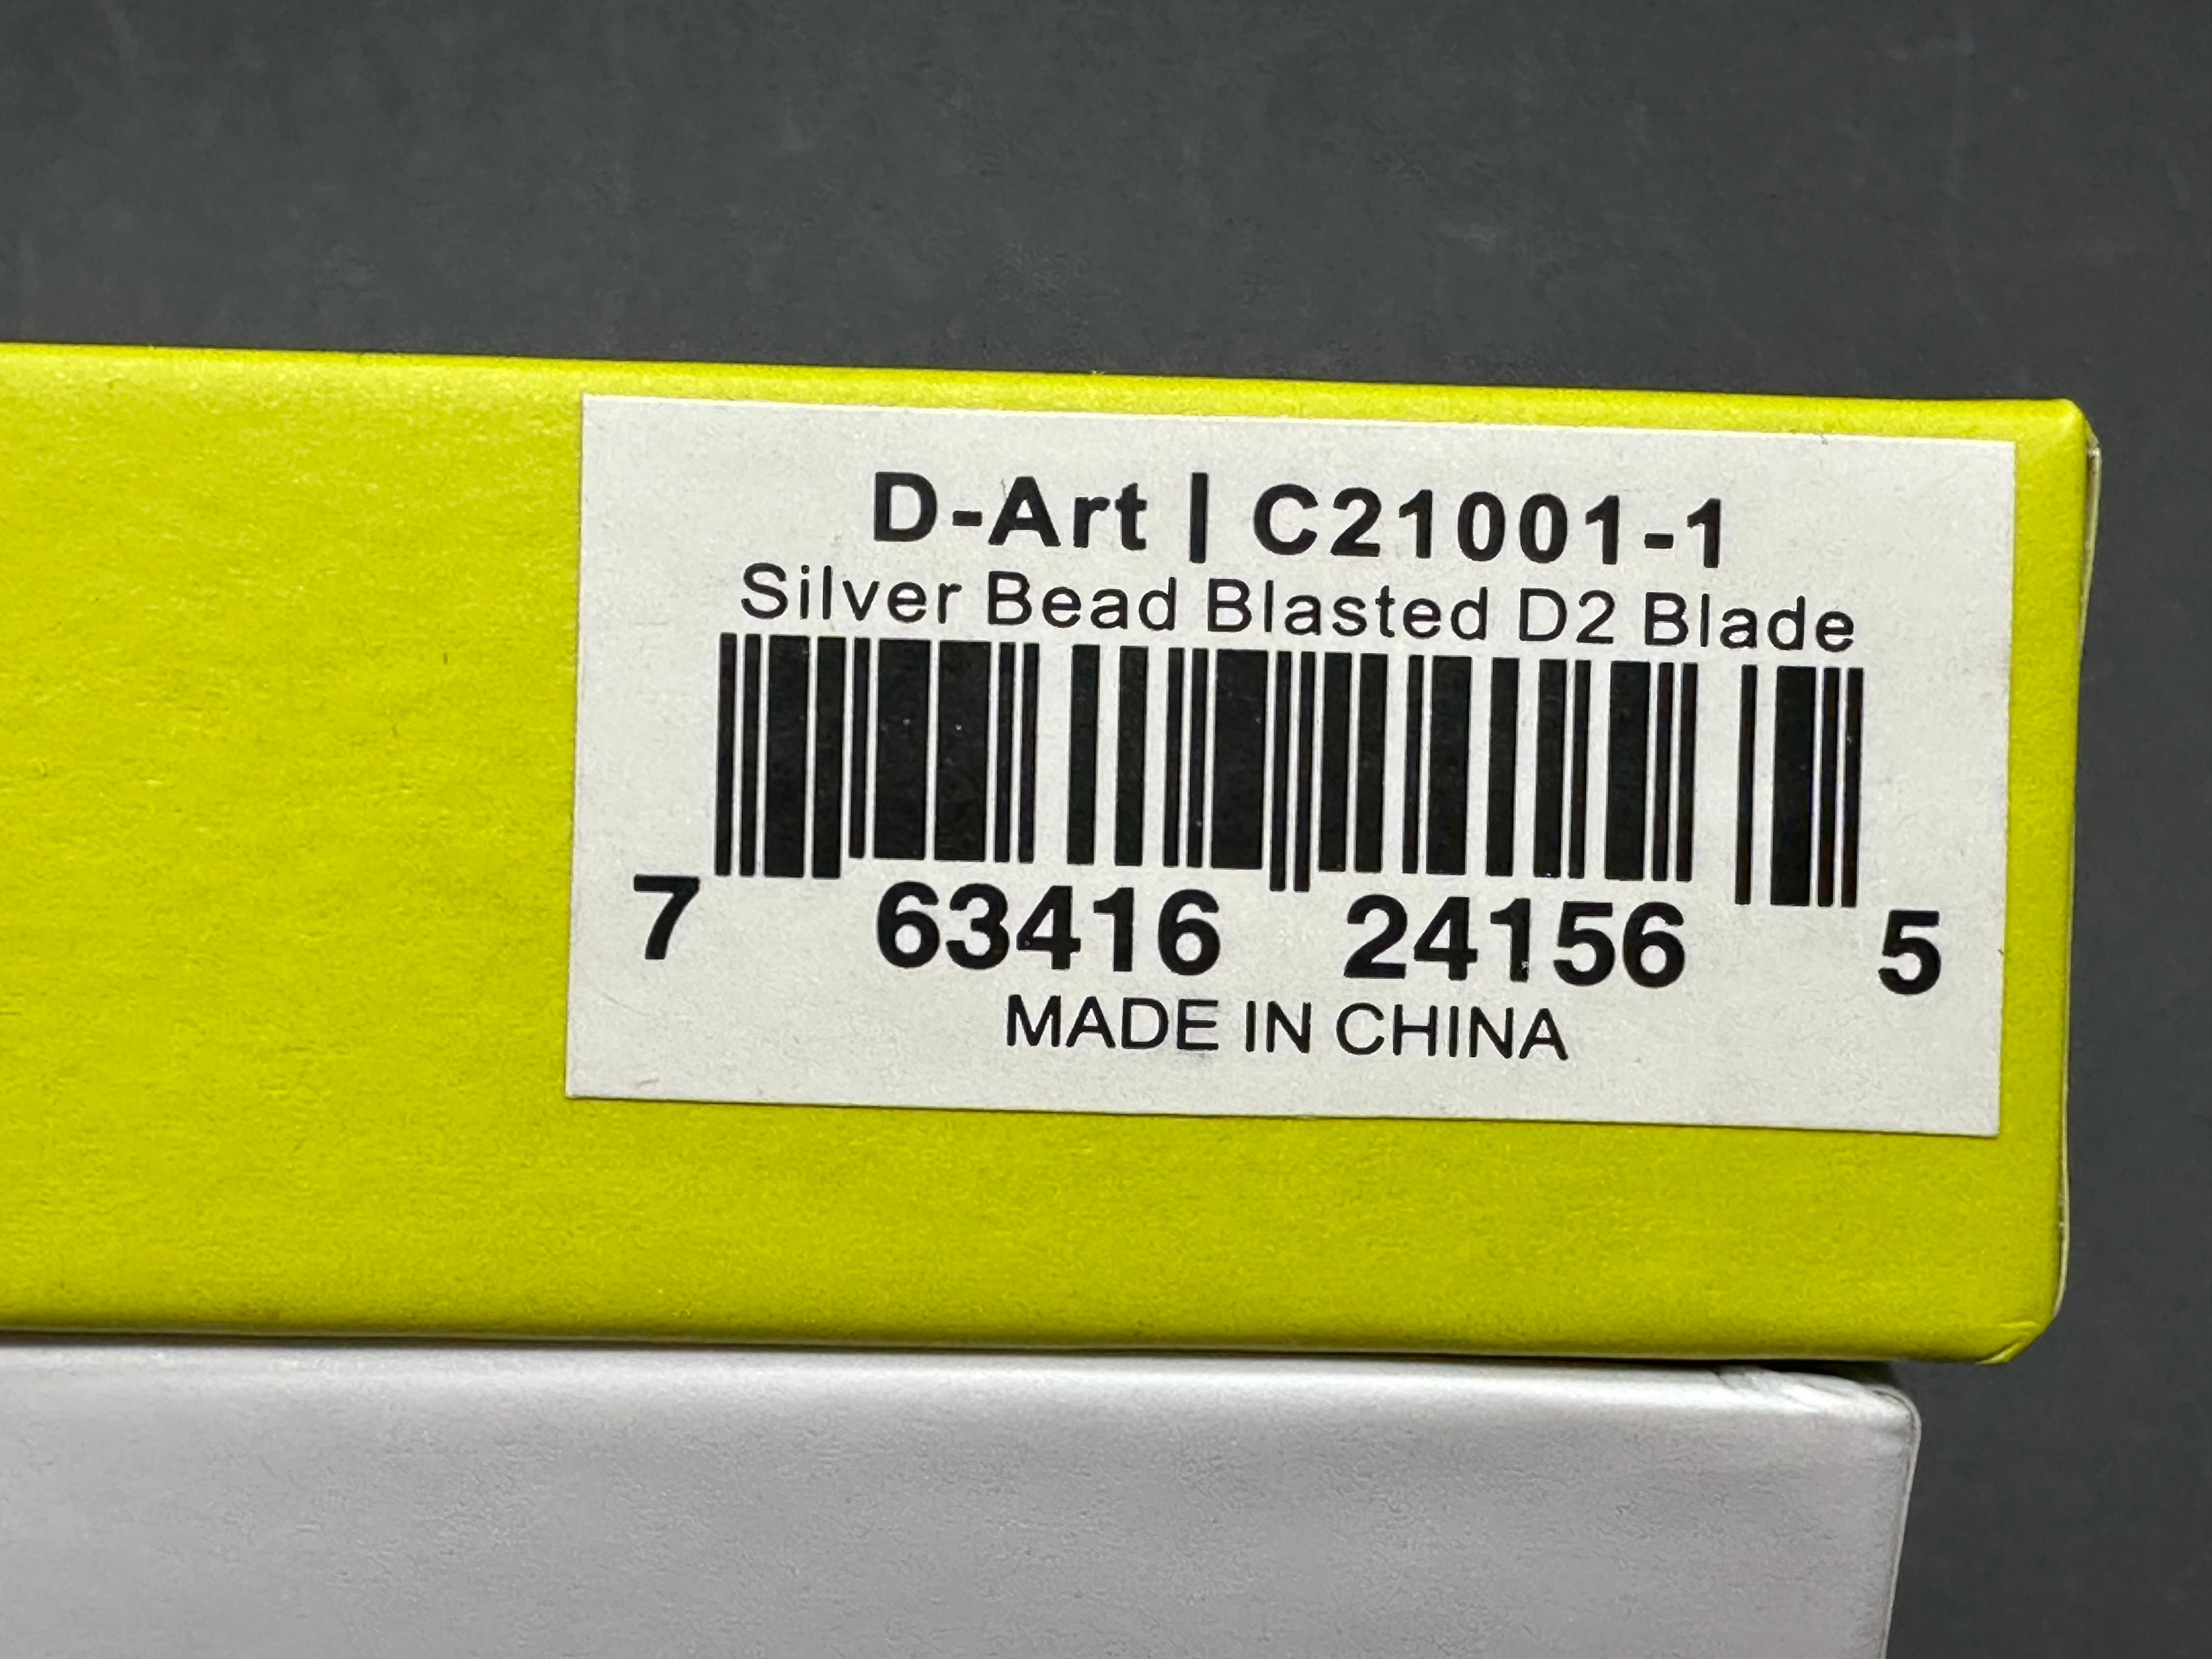 D-Art | C21001-1
Silver Bead Blasted D2 Blade
7 63416 24156 5
MADE IN CHINA